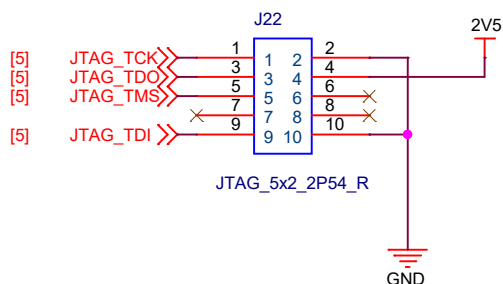 J22
2V5
[5] JTAG_TCK 1 1 2 2
[5] JTAG_TDO 3 3 4 4
[5] JTAG_TMS 5 5 6 6
7 7 8 8
[5] JTAG_TDI 9 9 10 10
JTAG_5x2_2P54_R
GND